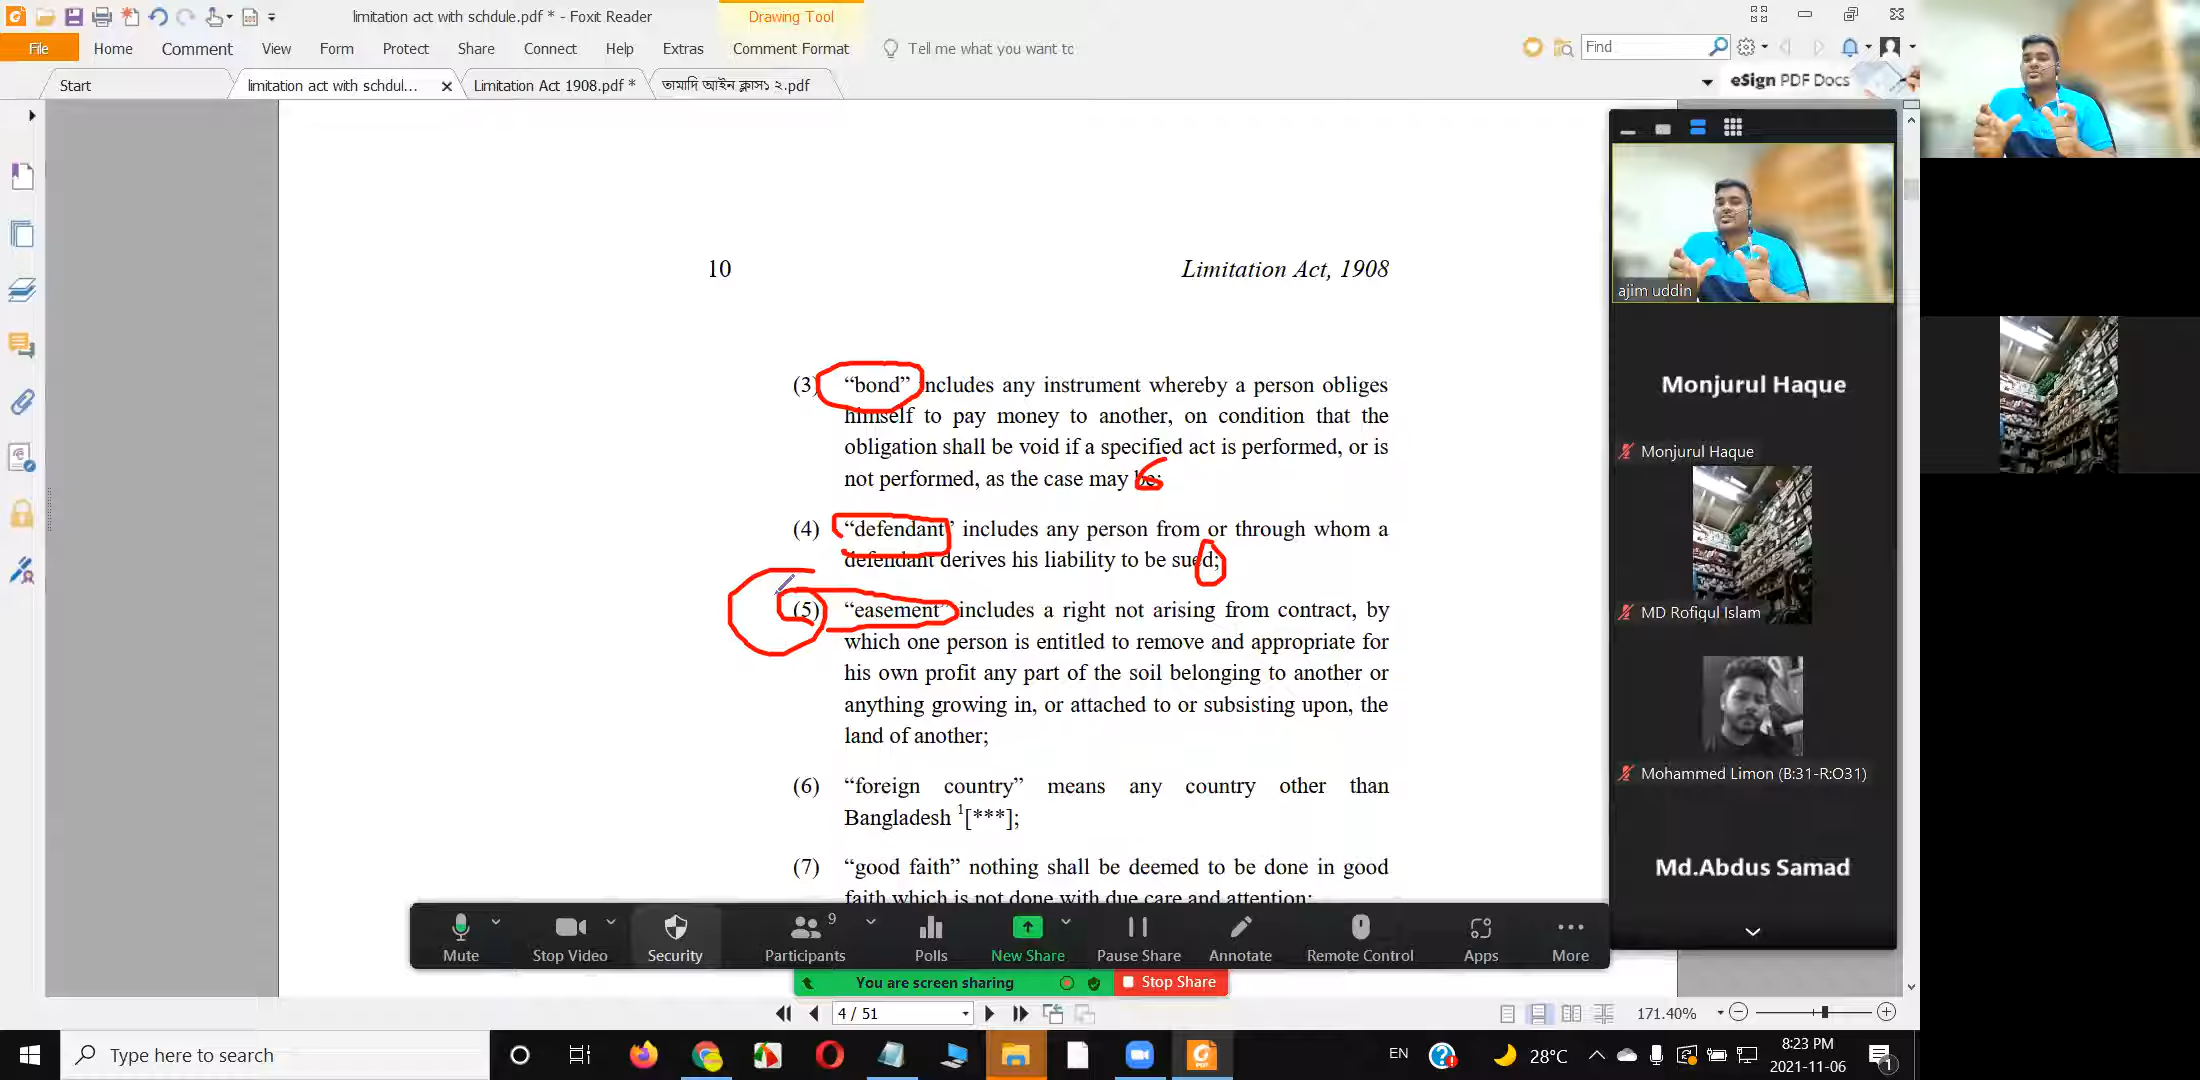 limitation act with schdule.pdf * - Foxit Reader
Drawing Tool
File
Home
Comment
View
Form
Protect
Share
Connect
Help
Extras
Comment Format
Tell me what you want to
Find
Start
limitation act with schdul...
Limitation Act 1908.pdf *
তামাদি আইন ক্লাস১ ২.pdf
eSign PDF Docs
10
Limitation Act, 1908
(3) “bond” includes any instrument whereby a person obliges
himself to pay money to another, on condition that the
obligation shall be void if a specified act is performed, or is
not performed, as the case may be;
(4) “defendant” includes any person from or through whom a
defendant derives his liability to be sued;
(5) “easement” includes a right not arising from contract, by
which one person is entitled to remove and appropriate for
his own profit any part of the soil belonging to another or
anything growing in, or attached to or subsisting upon, the
land of another;
(6) “foreign country” means any country other than
Bangladesh 1[***];
(7) “good faith” nothing shall be deemed to be done in good
faith which is not done with due care and attention;
ajim uddin
Monjurul Haque
Monjurul Haque
MD Rofiqul Islam
Mohammed Limon (B:31-R:O31)
Md.Abdus Samad
Mute
Stop Video
Security
Participants
9
Polls
New Share
Pause Share
Annotate
Remote Control
Apps
More
You are screen sharing
Stop Share
4 / 51
171.40%
Type here to search
EN
28°C
8:23 PM
2021-11-06
1